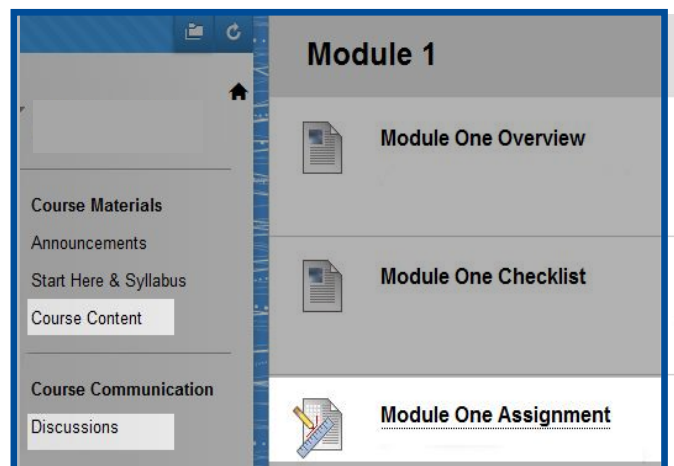 Course Materials
Announcements
Start Here & Syllabus
Course Content
Course Communication
Discussions
Module 1
Module One Overview
Module One Checklist
Module One Assignment